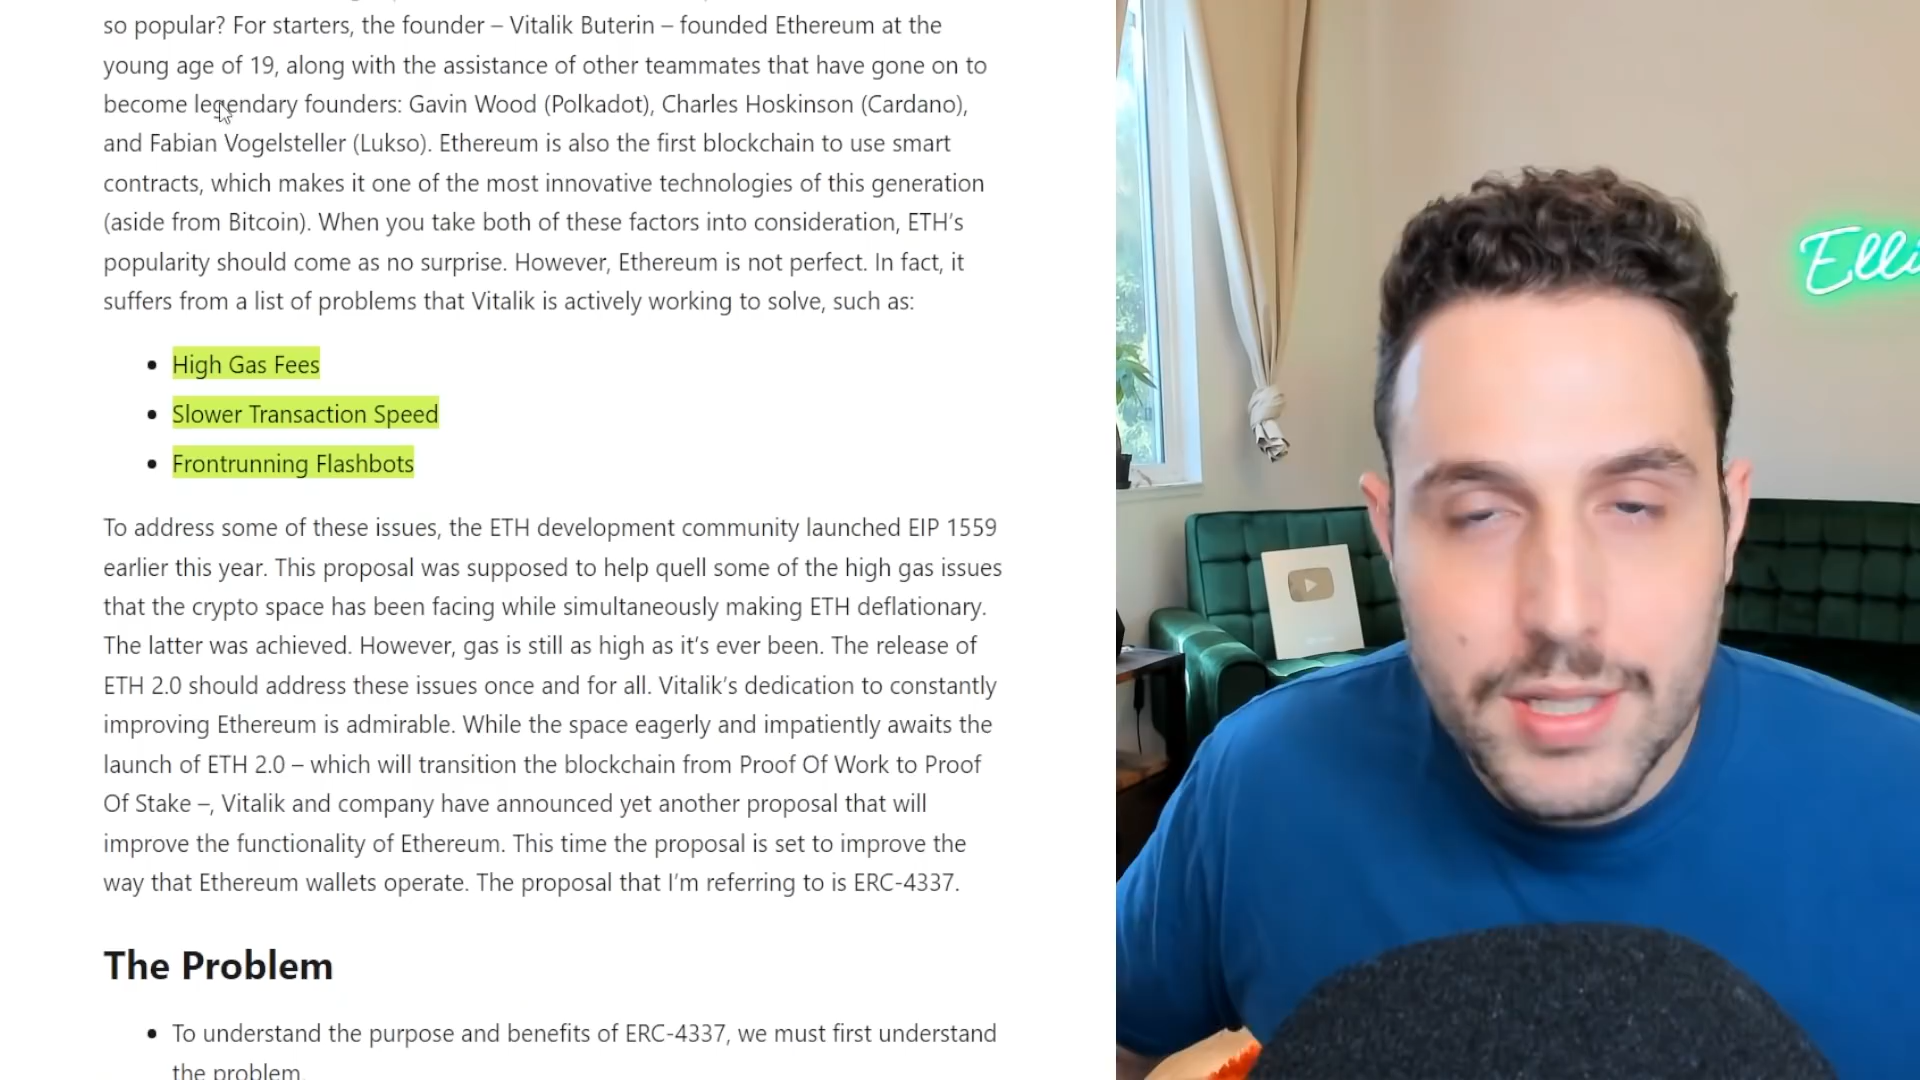 so popular? For starters, the founder – Vitalik Buterin – founded Ethereum at the
young age of 19, along with the assistance of other teammates that have gone on to
become legendary founders: Gavin Wood (Polkadot), Charles Hoskinson (Cardano),
and Fabian Vogelsteller (Lukso). Ethereum is also the first blockchain to use smart
contracts, which makes it one of the most innovative technologies of this generation
(aside from Bitcoin). When you take both of these factors into consideration, ETH’s
popularity should come as no surprise. However, Ethereum is not perfect. In fact, it
suffers from a list of problems that Vitalik is actively working to solve, such as:
• High Gas Fees
• Slower Transaction Speed
• Frontrunning Flashbots
To address some of these issues, the ETH development community launched EIP 1559
earlier this year. This proposal was supposed to help quell some of the high gas issues
that the crypto space has been facing while simultaneously making ETH deflationary.
The latter was achieved. However, gas is still as high as it’s ever been. The release of
ETH 2.0 should address these issues once and for all. Vitalik’s dedication to constantly
improving Ethereum is admirable. While the space eagerly and impatiently awaits the
launch of ETH 2.0 – which will transition the blockchain from Proof Of Work to Proof
Of Stake –, Vitalik and company have announced yet another proposal that will
improve the functionality of Ethereum. This time the proposal is set to improve the
way that Ethereum wallets operate. The proposal that I’m referring to is ERC-4337.
The Problem
• To understand the purpose and benefits of ERC-4337, we must first understand
the problem.
Elli